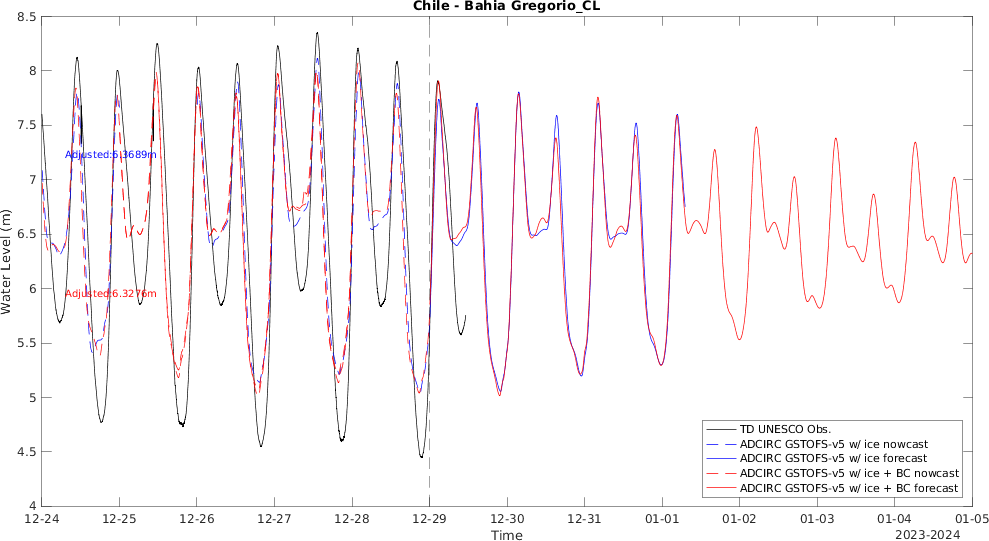 Chile - Bahia Gregorio_CL
8.5
8
7.5
7
6.5
6
5.5
5
4.5
4
Water Level (m)
Adjusted:6.3689m
Adjusted:6.3276m
TD UNESCO Obs.
ADCIRC GSTOFS-v5 w/ ice nowcast
ADCIRC GSTOFS-v5 w/ ice forecast
ADCIRC GSTOFS-v5 w/ ice + BC nowcast
ADCIRC GSTOFS-v5 w/ ice + BC forecast
12-24 12-25 12-26 12-27 12-28 12-29 12-30 12-31 01-01 01-02 01-03 01-04 01-05
Time
2023-2024